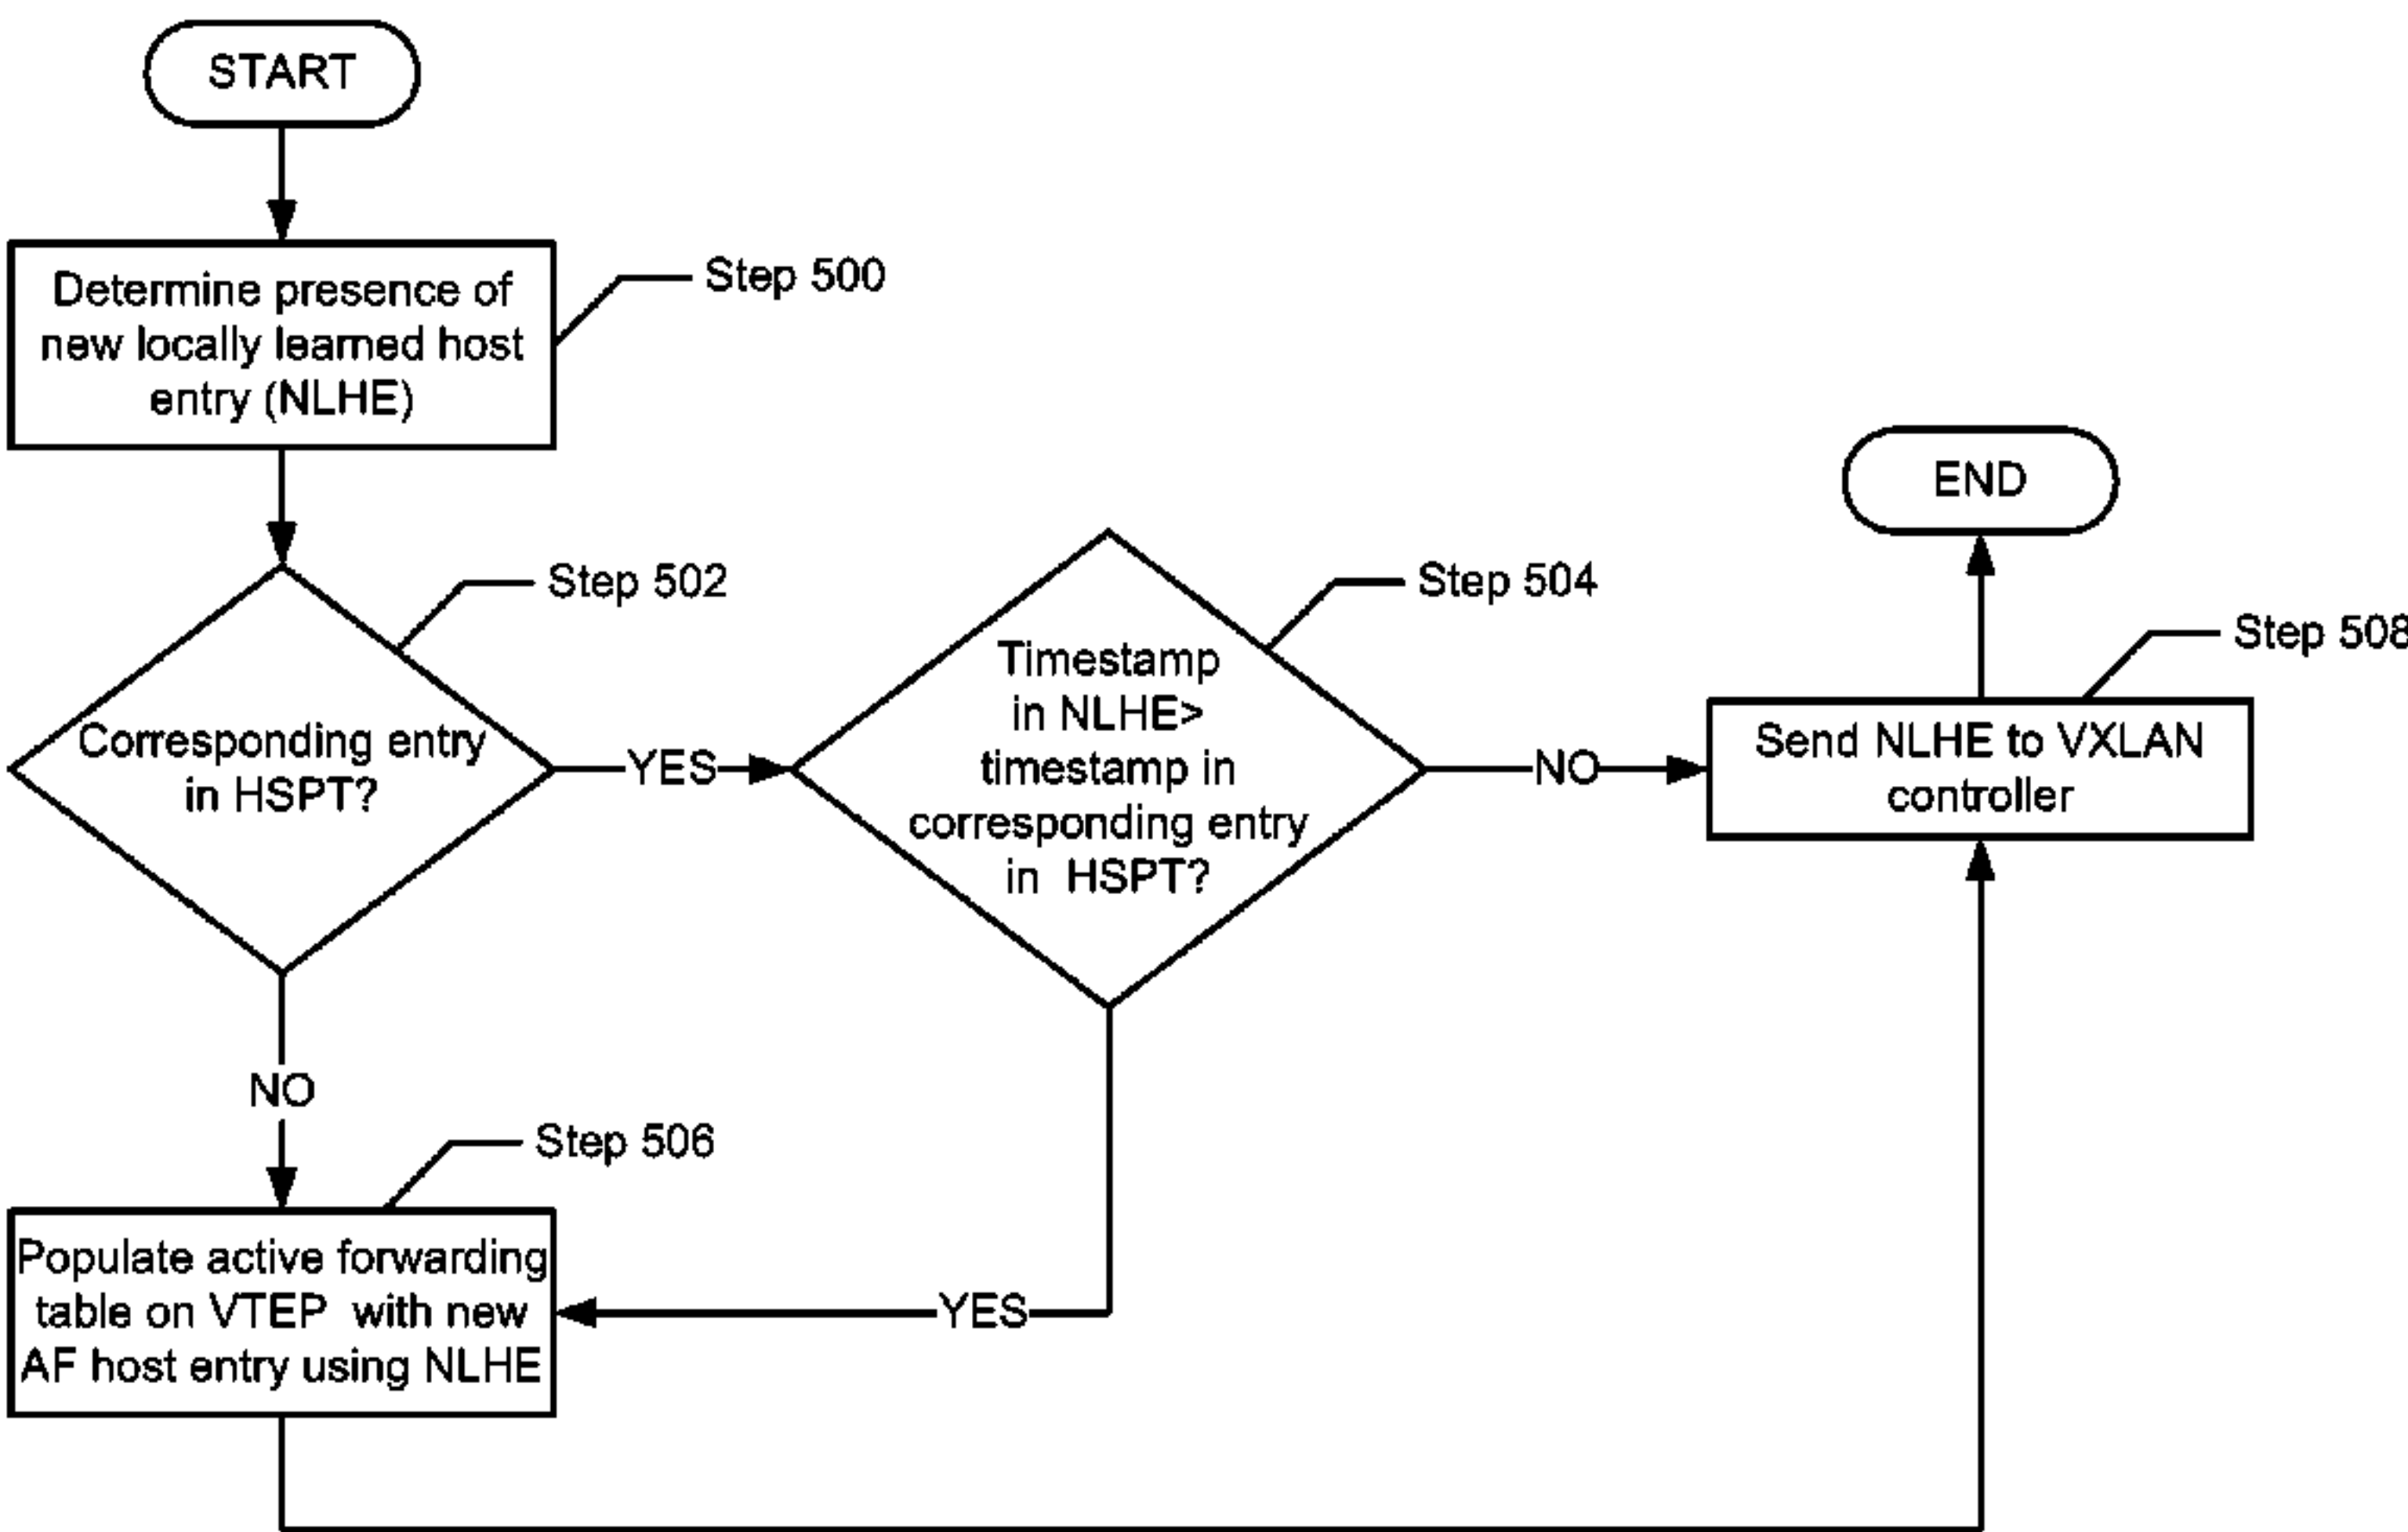 START
Determine presence of
new locally learned host
entry (NLHE)
Step 500
Corresponding entry
in HSPT?
Step 502
YES
NO
Timestamp
in NLHE>
timestamp in
corresponding entry
in HSPT?
Step 504
NO
YES
END
Step 508
Send NLHE to VXLAN
controller
Step 506
Populate active forwarding
table on VTEP with new
AF host entry using NLHE